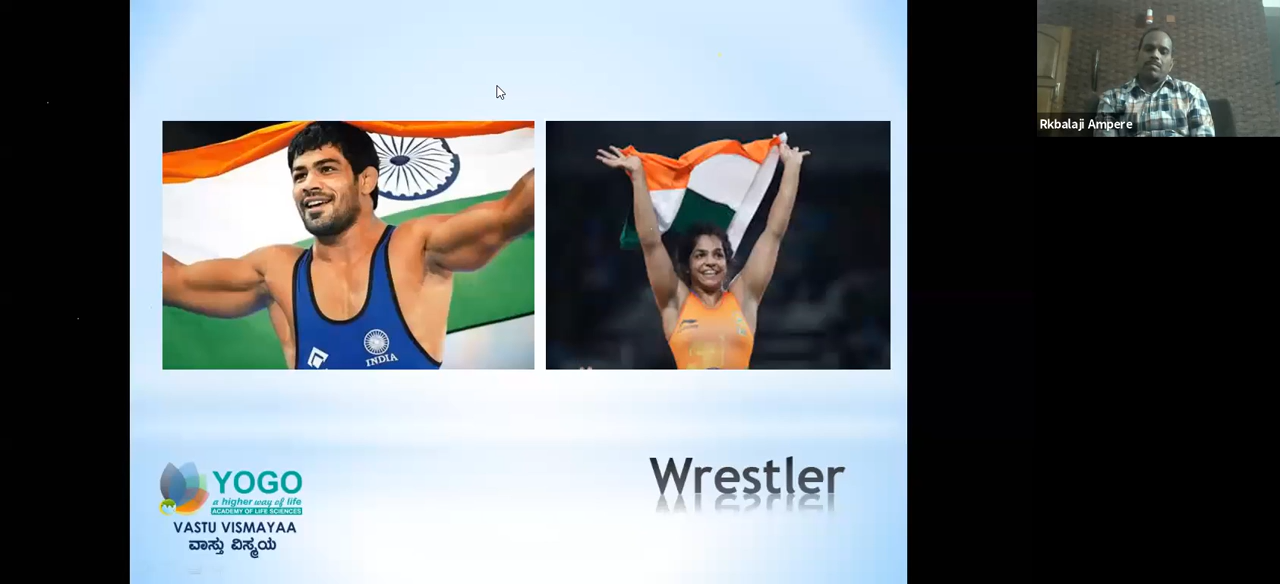 Rkbalaji Ampere
INDIA
Wrestler
YOGO
a higher way of life
ACADEMY OF LIFE SCIENCES
VASTU VISMAYAA
ವಾಸ್ತು ವಿಸ್ಮಯ